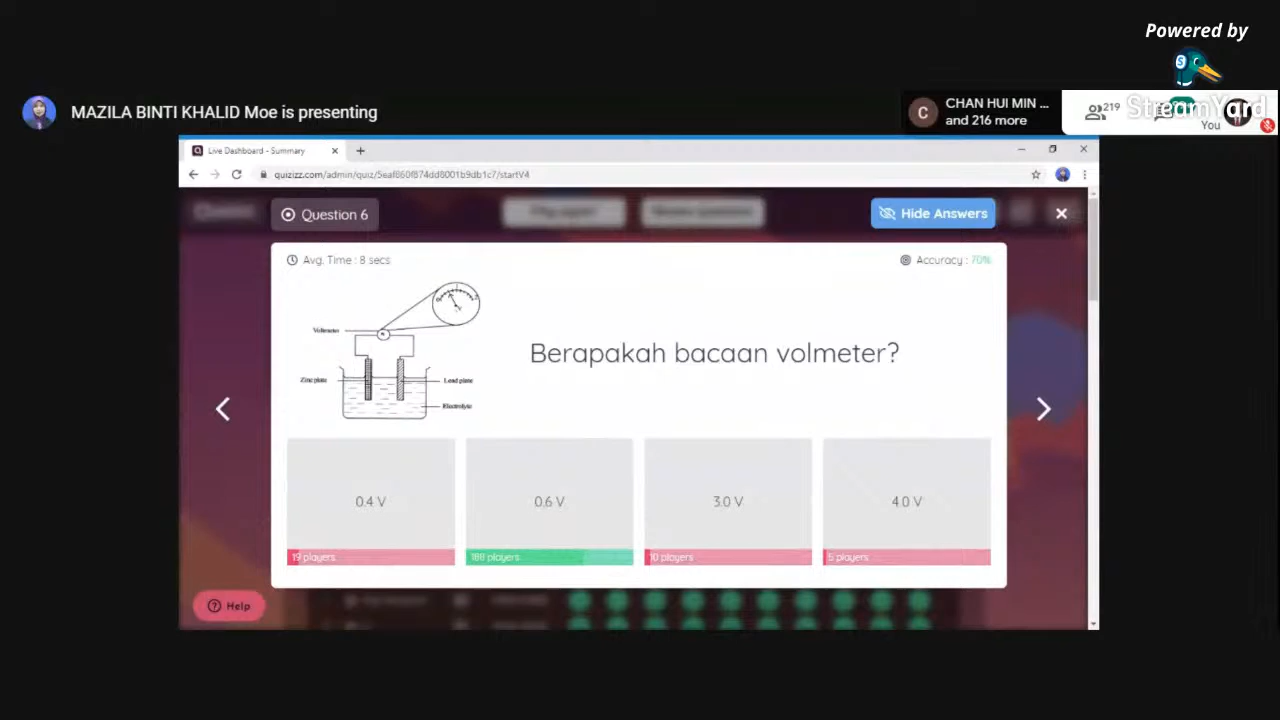 Powered by
StreamYard
MAZILA BINTI KHALID Moe is presenting
C
CHAN HUI MIN ...
and 216 more
219
You
Live Dashboard - Summary
quizizz.com/admin/quiz/5eaf860f874dd8001b9db1c7/startV4
Question 6
Hide Answers
Avg. Time : 8 secs
Accuracy : 70%
Voltmeter
Zinc plate
Lead plate
Electrolyte
Berapakah bacaan volmeter?
0.4 V
0.6 V
3.0 V
4.0 V
19 players
188 players
10 players
5 players
Help